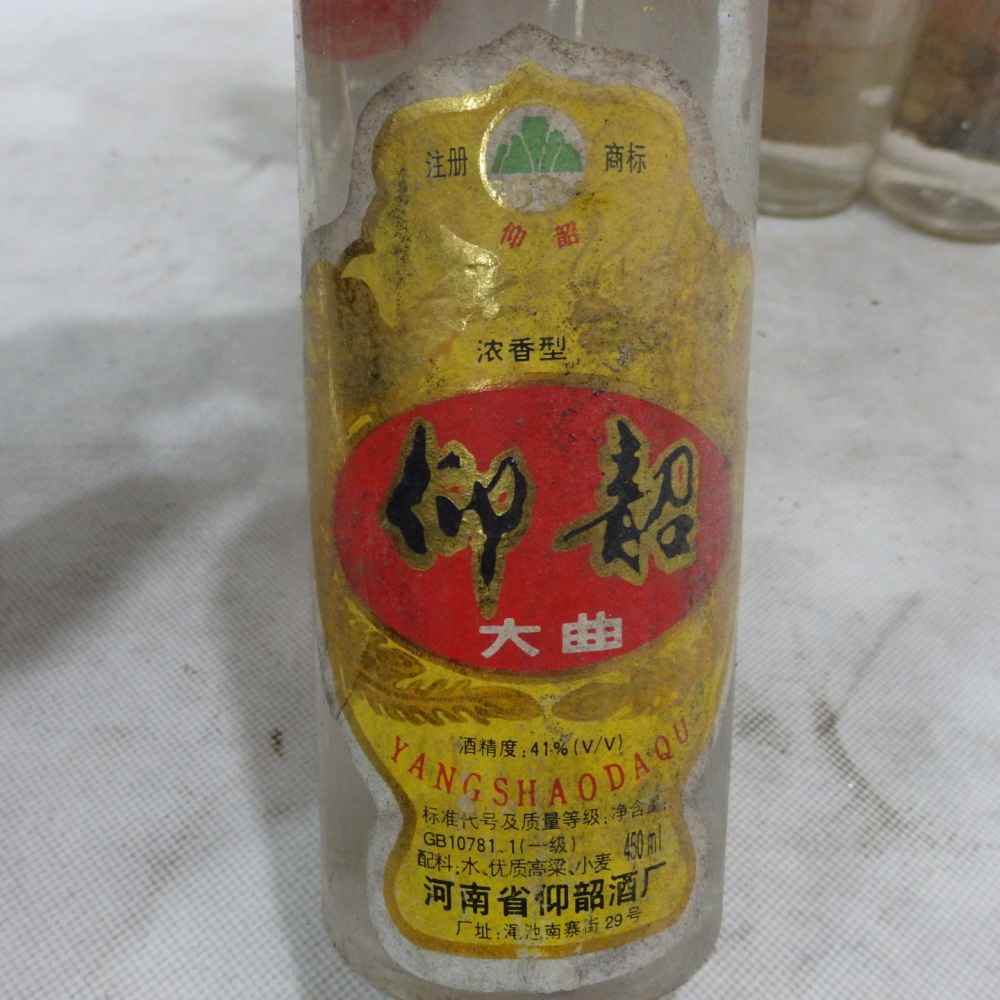 注册 商标
仰韶
浓香型
仰韶
大曲
酒精度:41%(V/V)
YANGSHAODAQU
标准代号及质量等级:净含量:
GB10781.1(一级) 450ml
配料:水、优质高粱、小麦
河南省仰韶酒厂
厂址:渑池南寨街29号